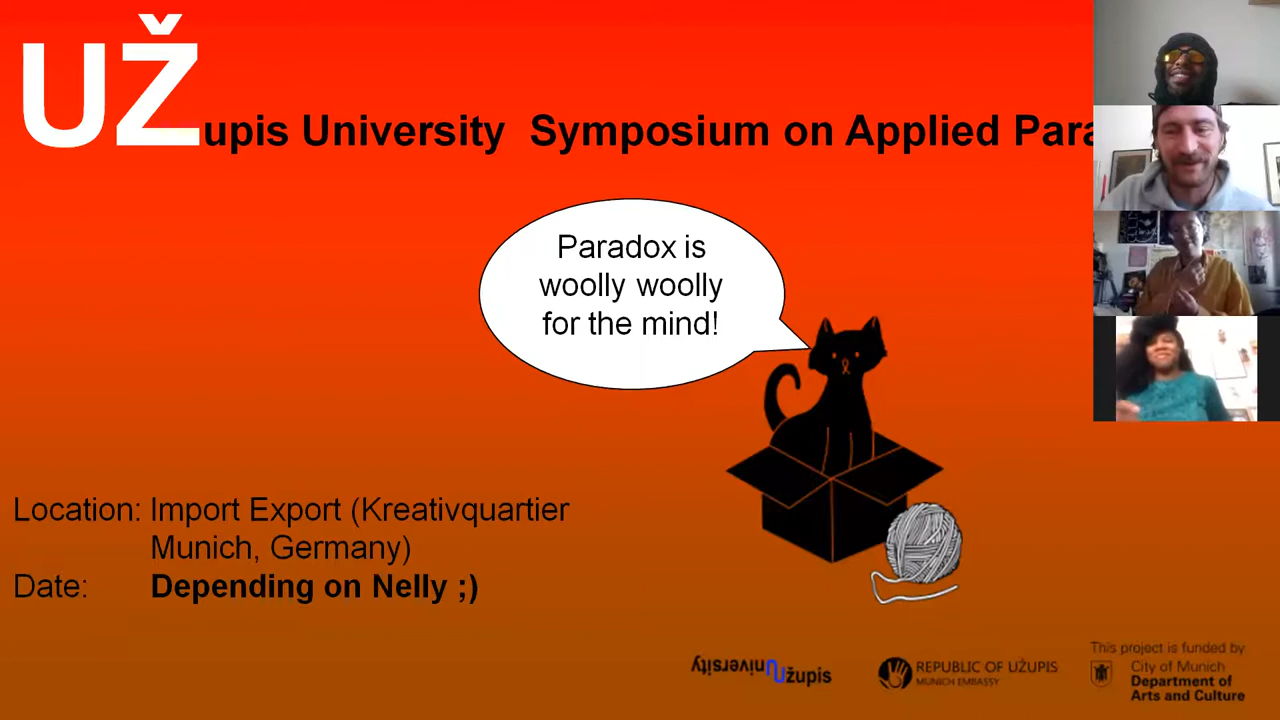 UŽupis University Symposium on Applied Para
Paradox is
woolly woolly
for the mind!
Location: Import Export (Kreativquartier
Munich, Germany)
Date: Depending on Nelly ;)
University Užupis
REPUBLIC OF UŽUPIS
MUNICH EMBASSY
This project is funded by
City of Munich
Department of
Arts and Culture